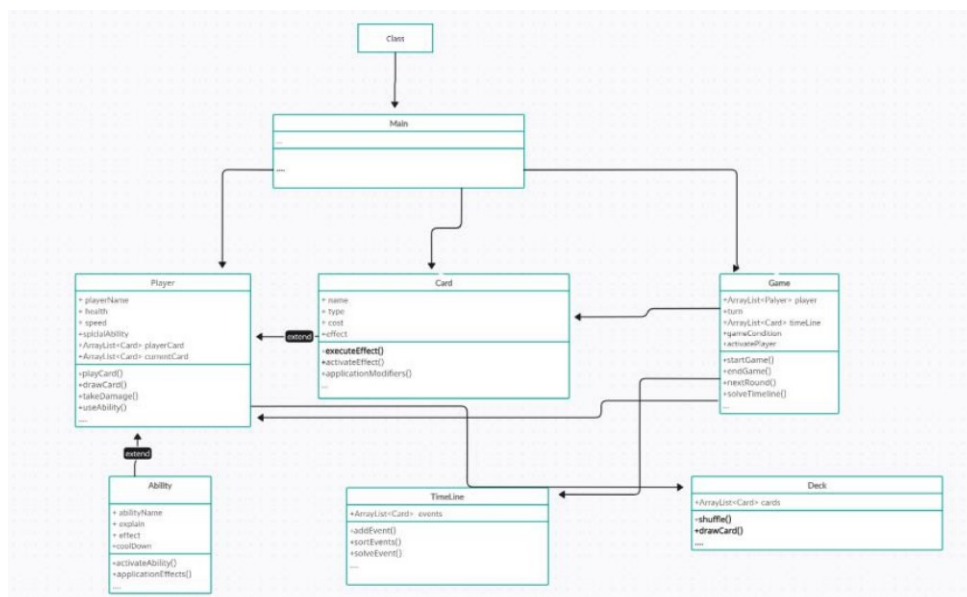 Class
Main
...
....
Player
+ playerName
+ health
+ speed
+spicialAbility
+ArrayList<Card> playerCard
+ArrayList<Card> currentCard
+playCard()
+drawCard()
+takeDamage()
+useAbility()
....
extend
Card
+ name
+ type
+ cost
+effect
-executeEffect()
+activateEffect()
+applicationModifiers()
...
Game
+ArrayList<Palyer> player
+turn
+ArrayList<Card> timeLine
+gameCondition
+activatePlayer
+startGame()
+endGame()
+nextRound()
+solveTimeline()
...
extend
Ability
+ abilityName
+ explain
+ effect
+coolDown
+activateAbility()
+applicationEffects()
...
TimeLine
+ArrayList<Card> events
-addEvent()
+sortEvents()
+solveEvent()
....
Deck
+ArrayList<Card> cards
-shuffle()
+drawCard()
....